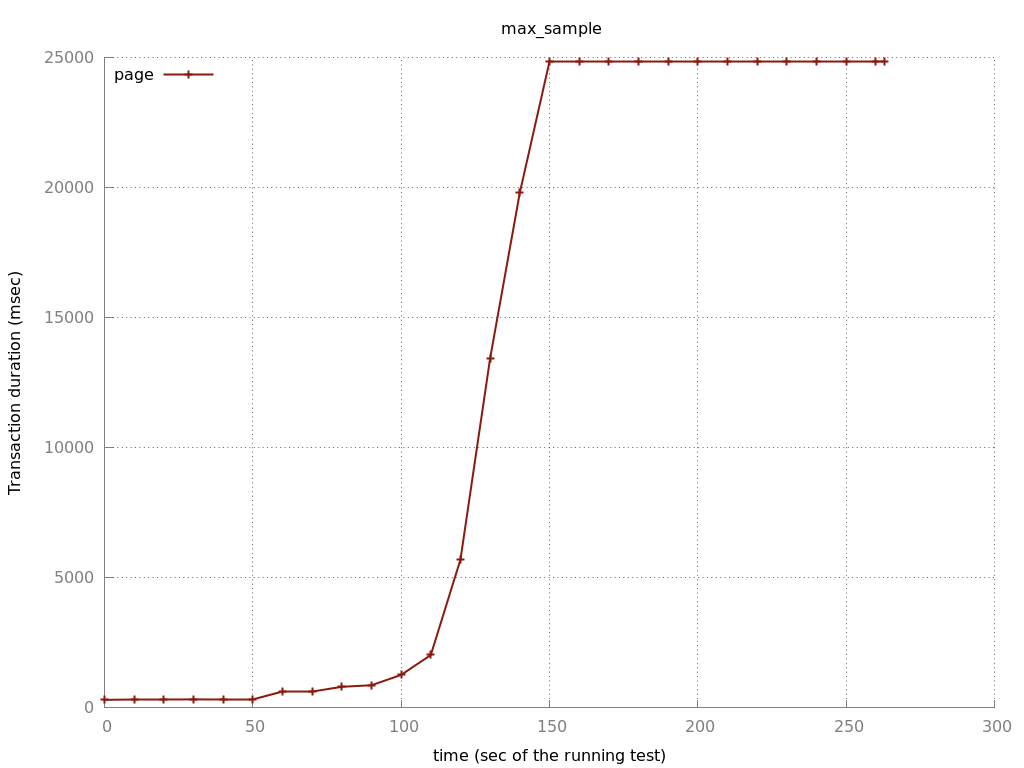 max_sample
25000
page
20000
15000
10000
5000
0
0 50 100 150 200 250 300
Transaction duration (msec)
time (sec of the running test)